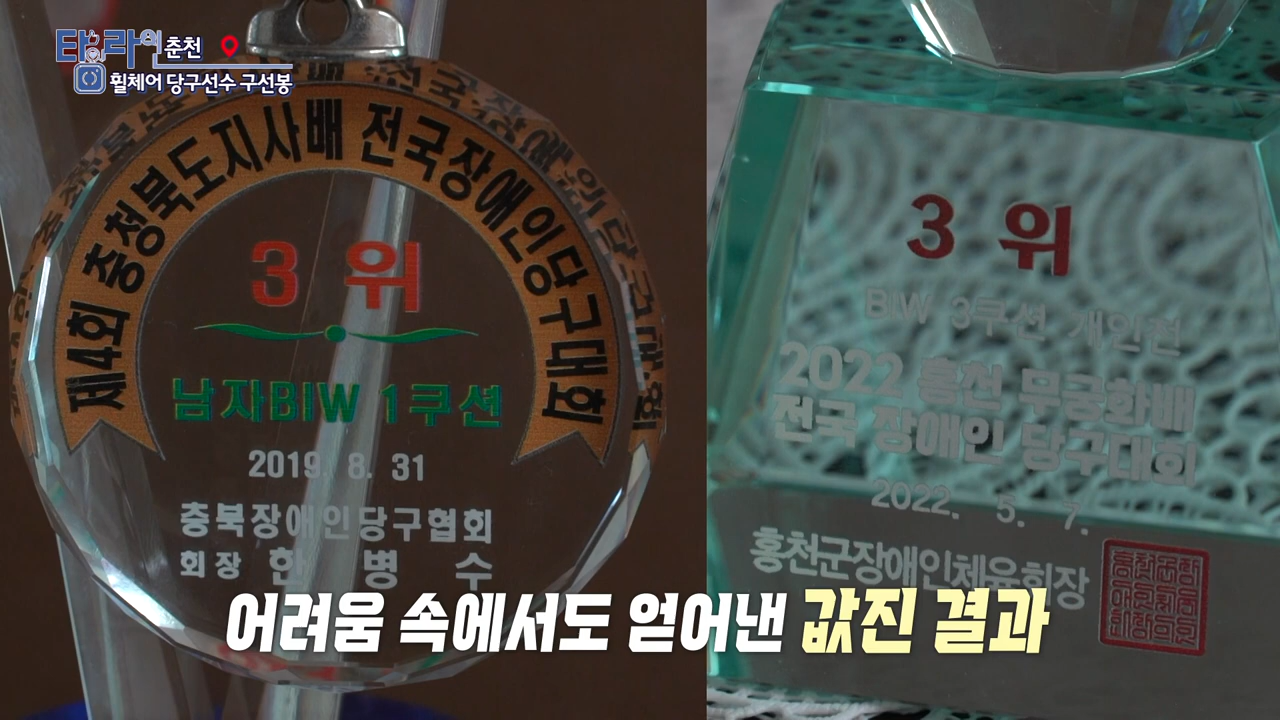 타라이 춘천
휠체어 당구선수 구선봉
제4회 충청북도지사배 전국장애인당구대회
3위
남자BIW 1쿠션
2019. 8. 31
충북장애인당구협회
회장 한 병 수
3 위
BIW 3쿠션 개인전
2022 홍천 무궁화배
전국 장애인 당구대회
2022. 5. 7.
홍천군장애인체육회장
어려움 속에서도 얻어낸 값진 결과